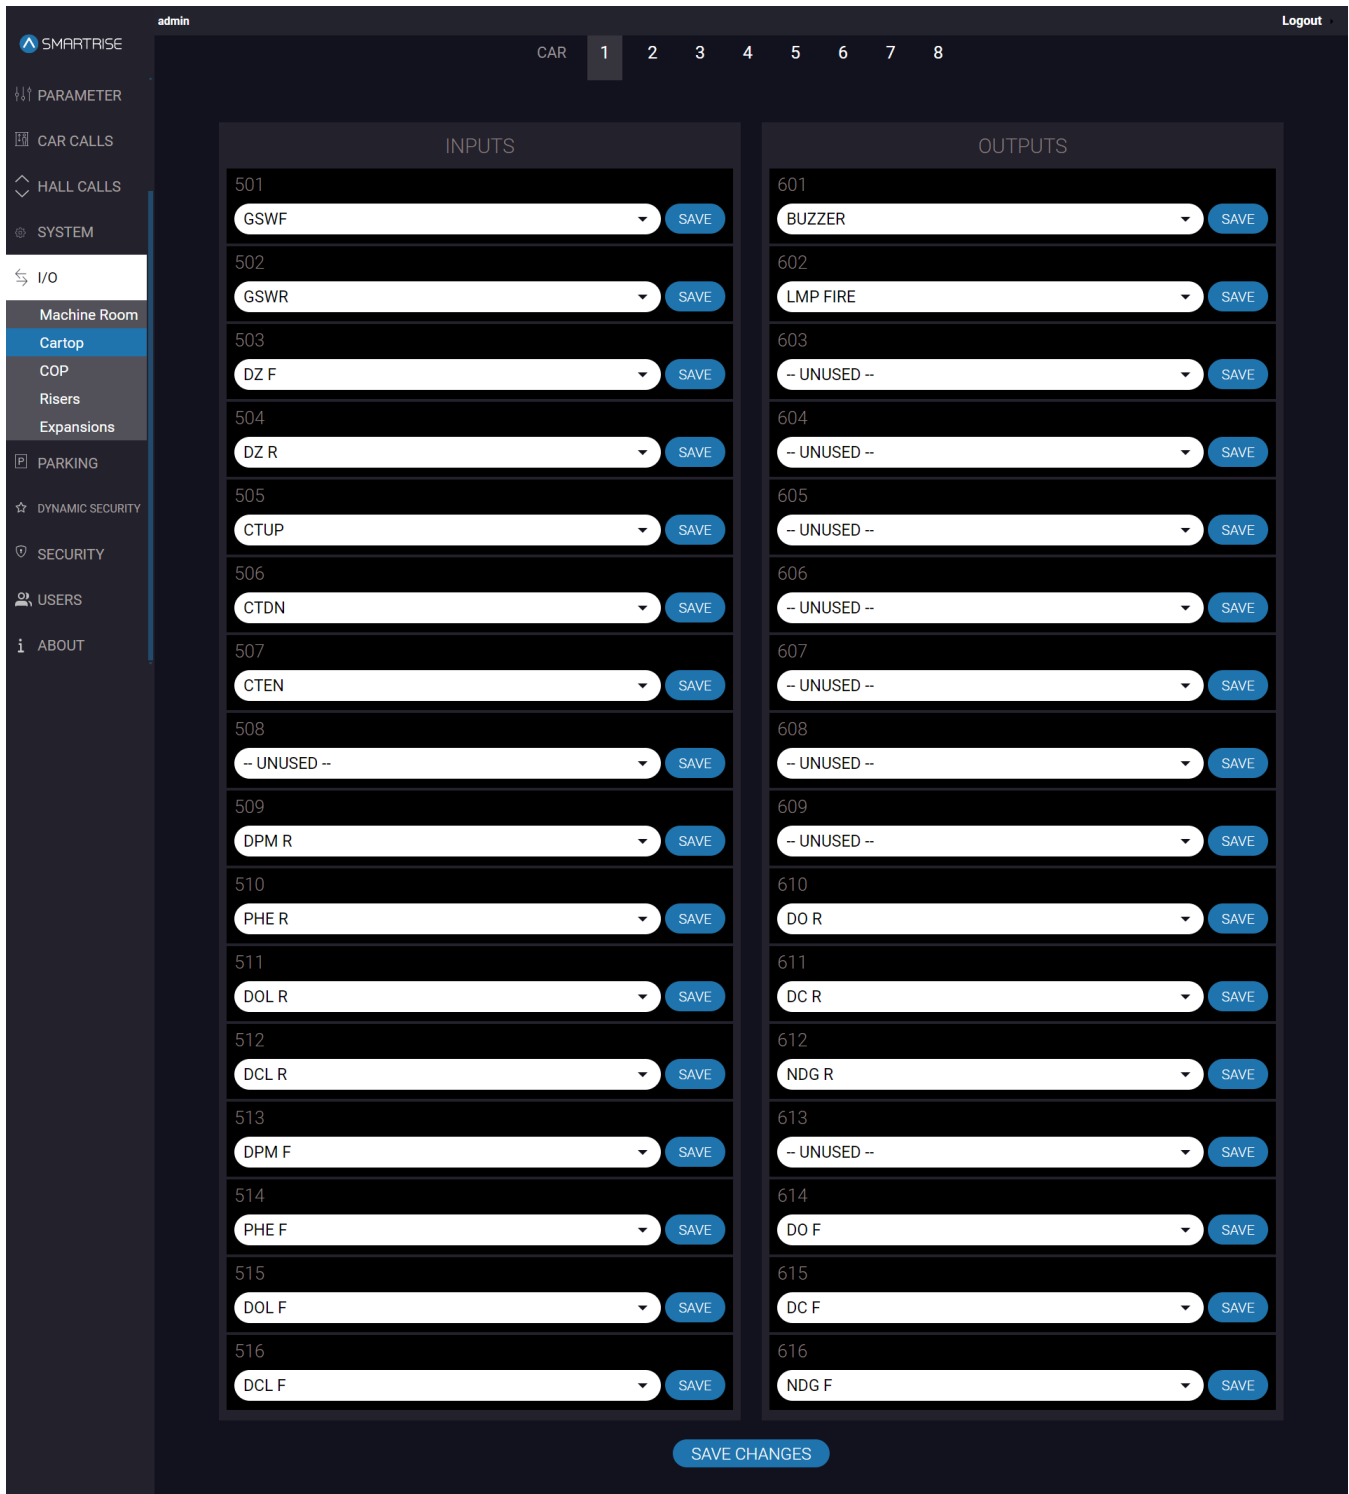 SMARTRISE
admin
Logout
CAR 1 2 3 4 5 6 7 8
PARAMETER
CAR CALLS
HALL CALLS
SYSTEM
I/O
Machine Room
Cartop
COP
Risers
Expansions
P PARKING
DYNAMIC SECURITY
SECURITY
USERS
ABOUT
INPUTS
501
GSWF SAVE
502
GSWR SAVE
503
DZ F SAVE
504
DZ R SAVE
505
CTUP SAVE
506
CTDN SAVE
507
CTEN SAVE
508
-- UNUSED -- SAVE
509
DPM R SAVE
510
PHE R SAVE
511
DOL R SAVE
512
DCL R SAVE
513
DPM F SAVE
514
PHE F SAVE
515
DOL F SAVE
516
DCL F SAVE
OUTPUTS
601
BUZZER SAVE
602
LMP FIRE SAVE
603
-- UNUSED -- SAVE
604
-- UNUSED -- SAVE
605
-- UNUSED -- SAVE
606
-- UNUSED -- SAVE
607
-- UNUSED -- SAVE
608
-- UNUSED -- SAVE
609
-- UNUSED -- SAVE
610
DO R SAVE
611
DC R SAVE
612
NDG R SAVE
613
-- UNUSED -- SAVE
614
DO F SAVE
615
DC F SAVE
616
NDG F SAVE
SAVE CHANGES